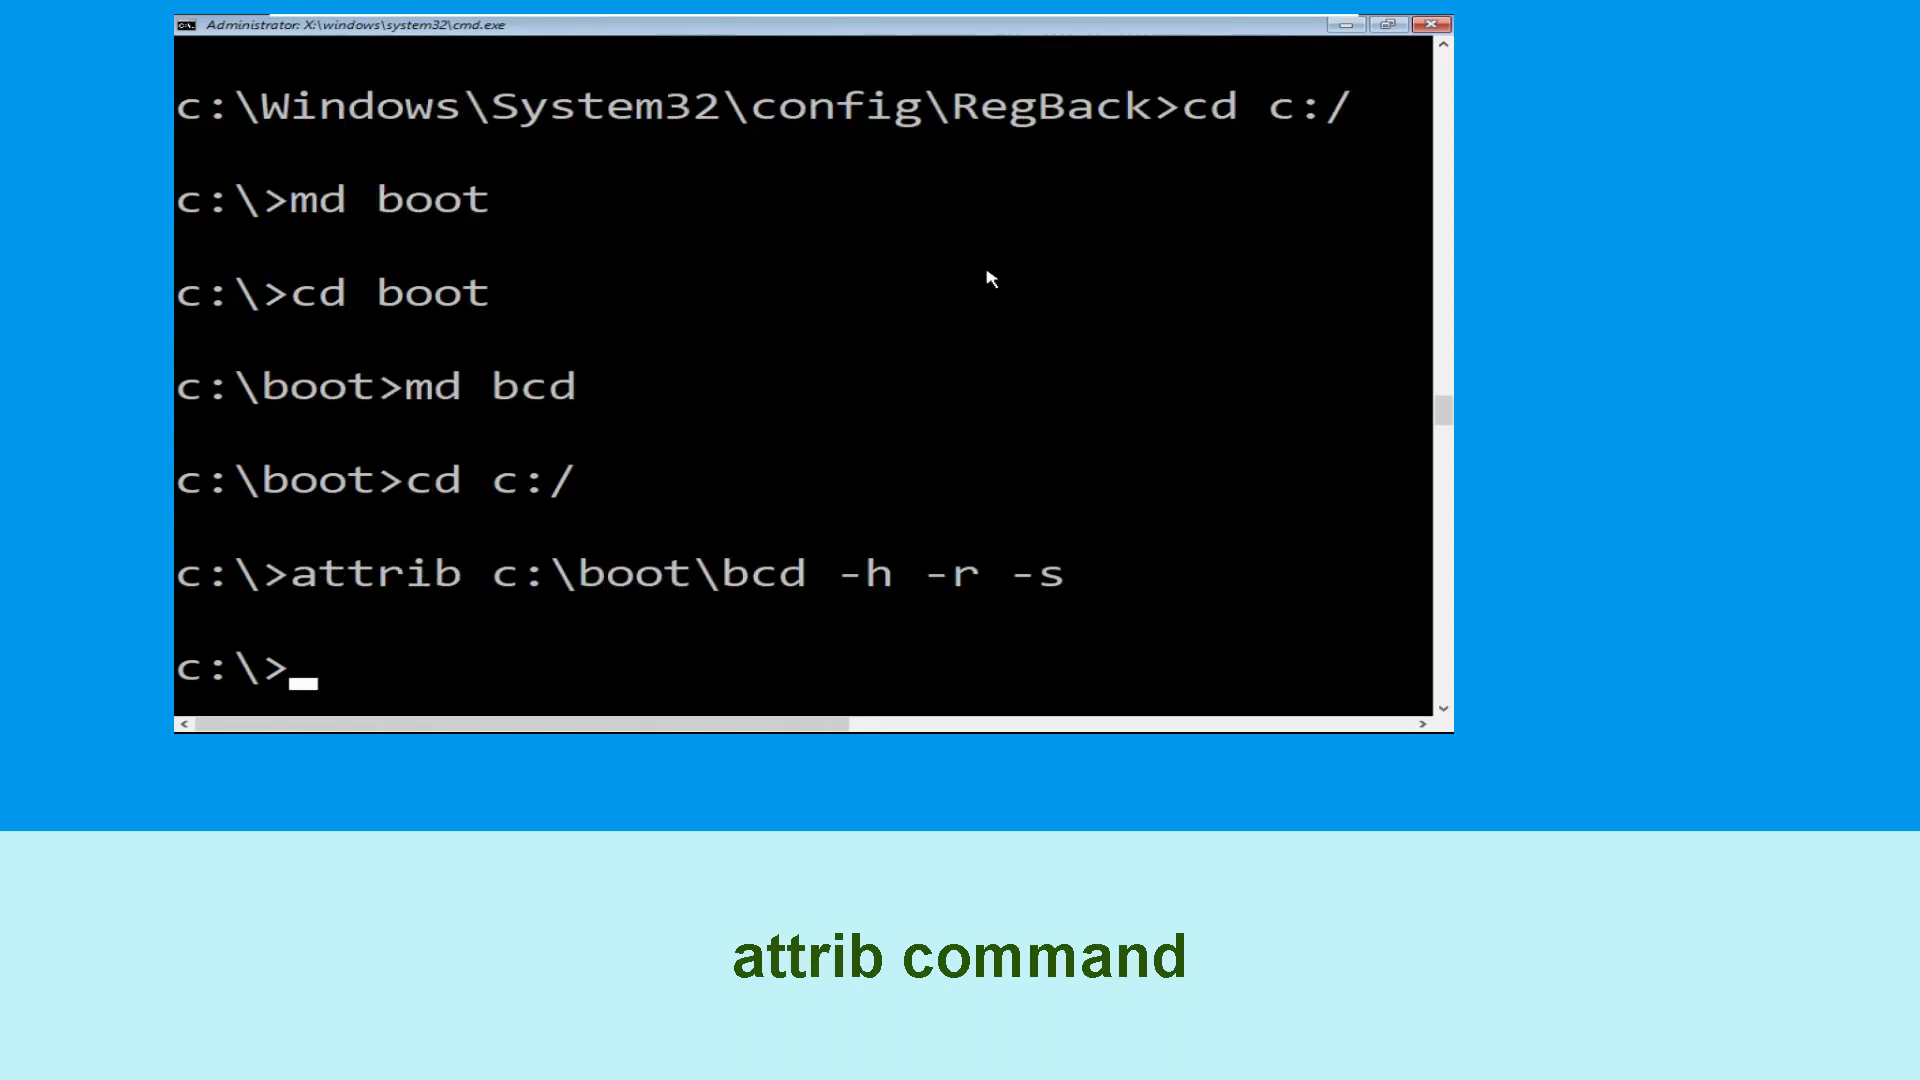 Administrator: X:\windows\system32\cmd.exe
c:\Windows\System32\config\RegBack>cd c:/
c:\>md boot
c:\>cd boot
c:\boot>md bcd
c:\boot>cd c:/
c:\>attrib c:\boot\bcd -h -r -s
c:\>
attrib command